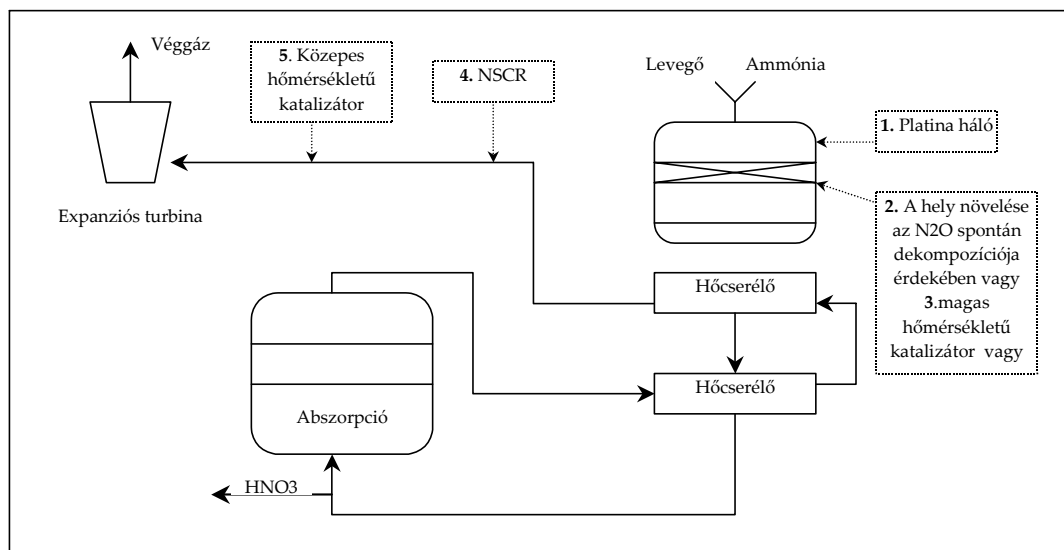 Véggáz
5. Közepes
hőmérsékletű
katalizátor
4. NSCR
Levegő
Ammónia
1. Platina háló
Expanziós turbina
2. A hely növelése
az N2O spontán
dekompozíciója
érdekében vagy
3.magas
hőmérsékletű
katalizátor vagy
Hőcserélő
Hőcserélő
Abszorpció
HNO3